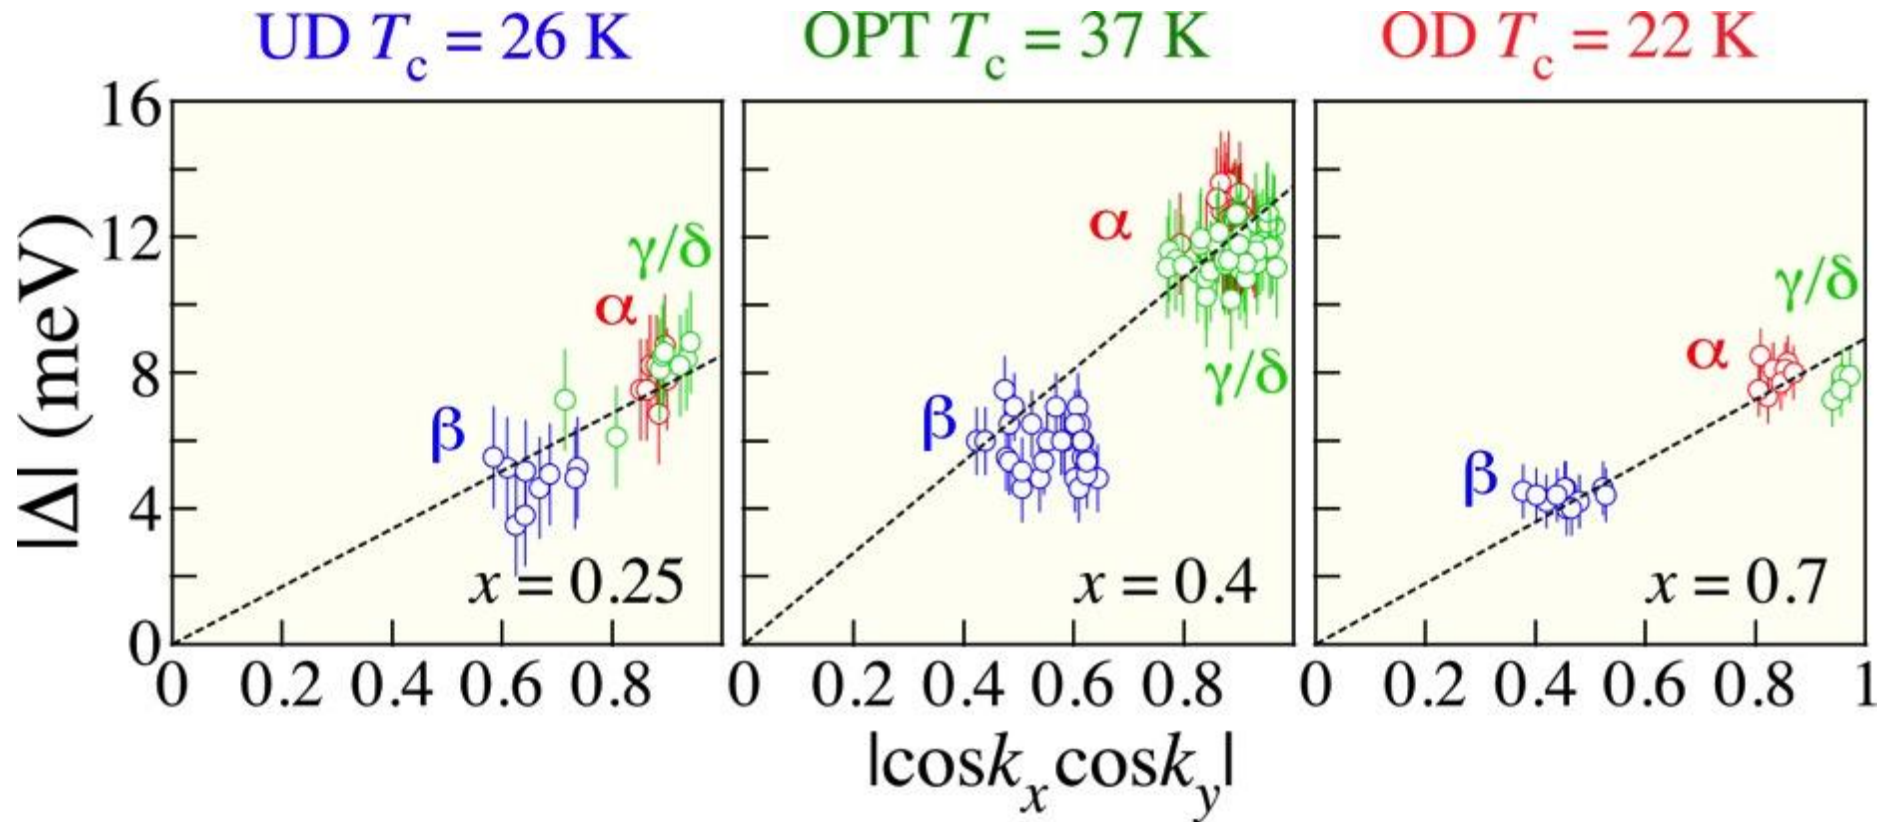 UD Tc = 26 K OPT Tc = 37 K OD Tc = 22 K
16
12
8
4
0
|Δ| (meV)
γ/δ
α
β
x = 0.25
0 0.2 0.4 0.6 0.8
α
γ/δ
β
x = 0.4
0 0.2 0.4 0.6 0.8
γ/δ
α
β
x = 0.7
0 0.2 0.4 0.6 0.8 1
|coskxcosky|